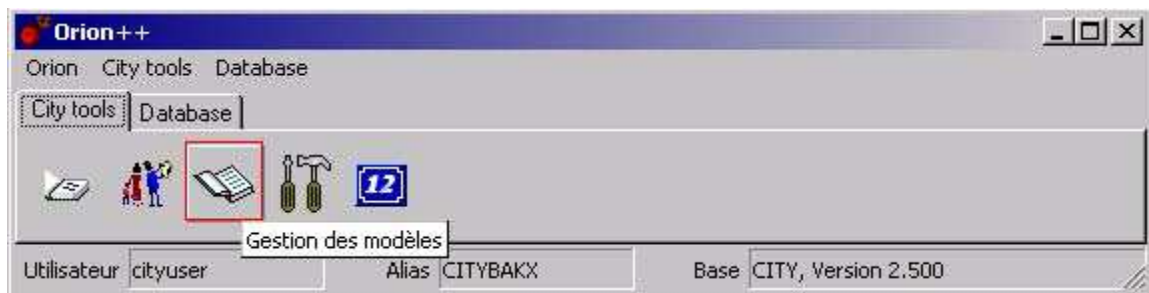 Orion++
Orion City tools Database
City tools Database
12
Gestion des modèles
Utilisateur cityuser Alias CITYBAKX Base CITY, Version 2.500